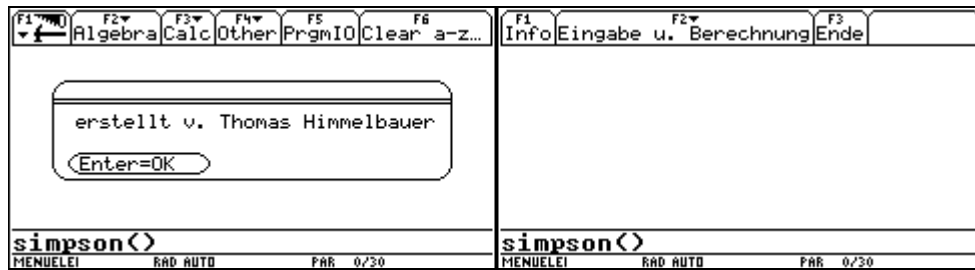 F1 F2 F3 F4 F5 F6
Algebra Calc Other PrgmIO Clear a-z…
erstellt v. Thomas Himmelbauer
Enter=OK
simpson()
MENUELEI RAD AUTO PAR 0/30
F1 F2 F3
Info Eingabe u. Berechnung Ende
simpson()
MENUELEI RAD AUTO PAR 0/30